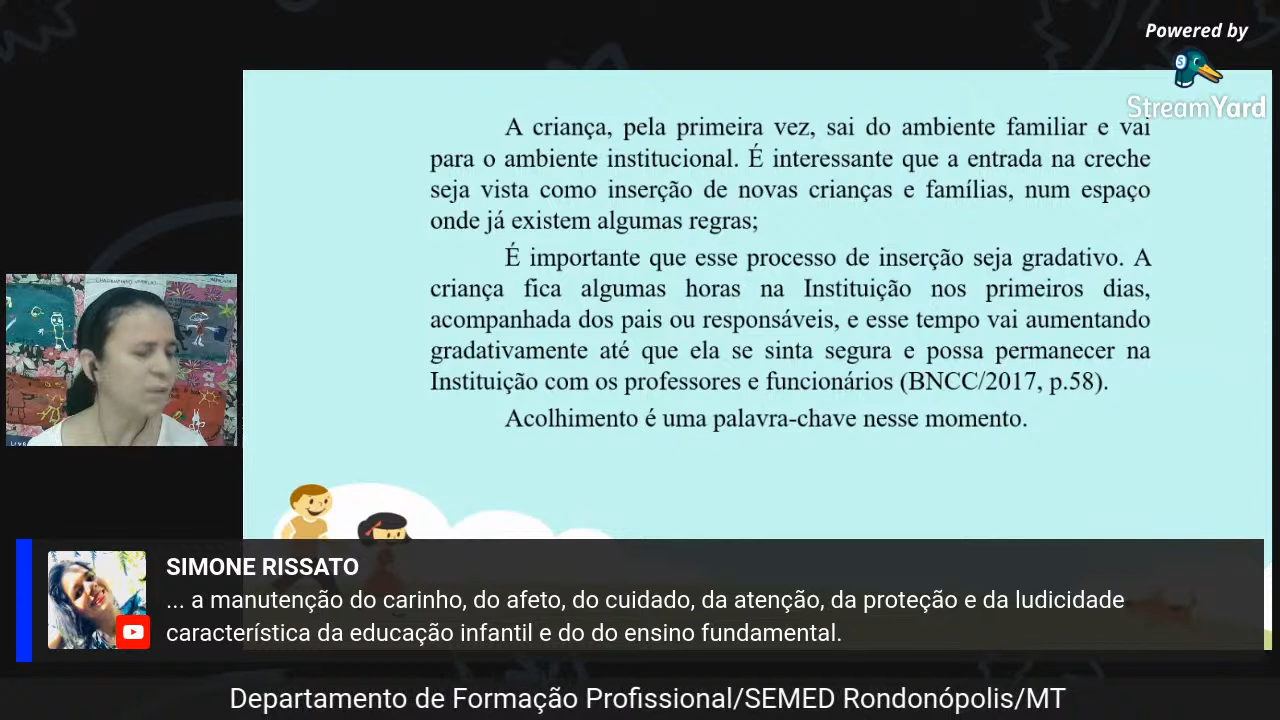 Powered by
StreamYard
A criança, pela primeira vez, sai do ambiente familiar e vai
para o ambiente institucional. É interessante que a entrada na creche
seja vista como inserção de novas crianças e famílias, num espaço
onde já existem algumas regras;
É importante que esse processo de inserção seja gradativo. A
criança fica algumas horas na Instituição nos primeiros dias,
acompanhada dos pais ou responsáveis, e esse tempo vai aumentando
gradativamente até que ela se sinta segura e possa permanecer na
Instituição com os professores e funcionários (BNCC/2017, p.58).
Acolhimento é uma palavra-chave nesse momento.
SIMONE RISSATO
... a manutenção do carinho, do afeto, do cuidado, da atenção, da proteção e da ludicidade
característica da educação infantil e do do ensino fundamental.
Departamento de Formação Profissional/SEMED Rondonópolis/MT